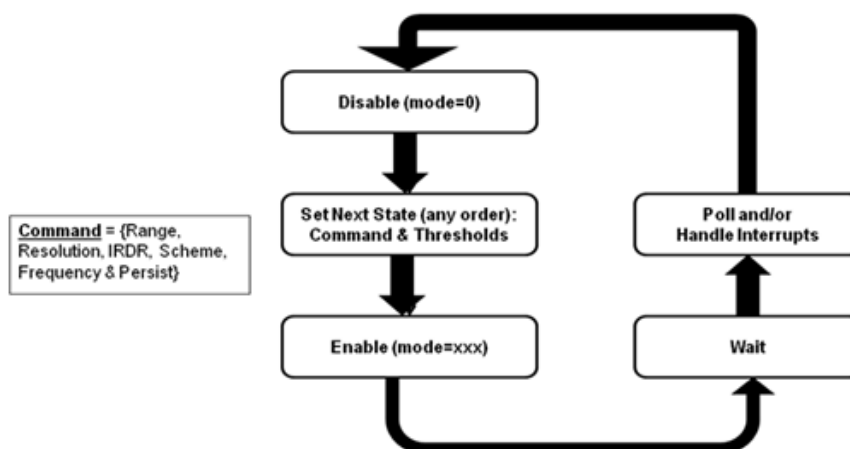 Disable (mode=0)
Set Next State (any order):
Command & Thresholds
Enable (mode=xxx)
Command = {Range,
Resolution, IRDR, Scheme,
Frequency & Persist}
Poll and/or
Handle Interrupts
Wait